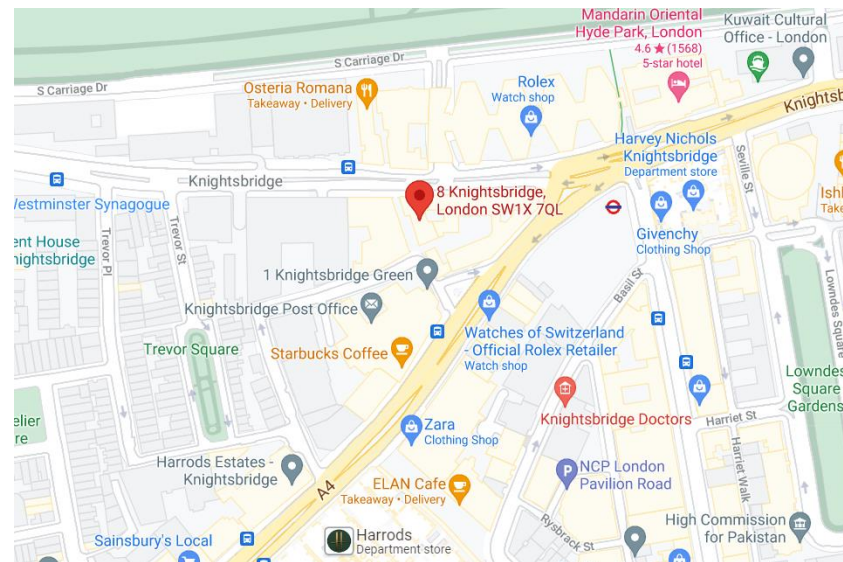 Mandarin Oriental
Hyde Park, London
4.6 ★ (1568)
5-star hotel
Kuwait Cultural
Office - London
S Carriage Dr
S Carriage Dr
Osteria Romana
Takeaway • Delivery
Rolex
Watch shop
Knightsb
Harvey Nichols
Knightsbridge
Department store
Seville St
Knightsbridge
8 Knightsbridge,
London SW1X 7QL
Ish
Take
Westminster Synagogue
ent House
nightsbridge
Trevor Pl
Trevor St
Givenchy
Clothing Shop
1 Knightsbridge Green
Basil St
Lowndes Square
Knightsbridge Post Office
Trevor Square
Starbucks Coffee
Watches of Switzerland
- Official Rolex Retailer
Watch shop
Lowndes
Square
Gardens
elier
re
Zara
Clothing Shop
Knightsbridge Doctors
Harriet St
Harriet Walk
Harrods Estates -
Knightsbridge
A4
ELAN Cafe
Takeaway • Delivery
P
NCP London
Pavilion Road
Rysbrack St
High Commission
for Pakistan
Sainsbury's Local
Harrods
Department store